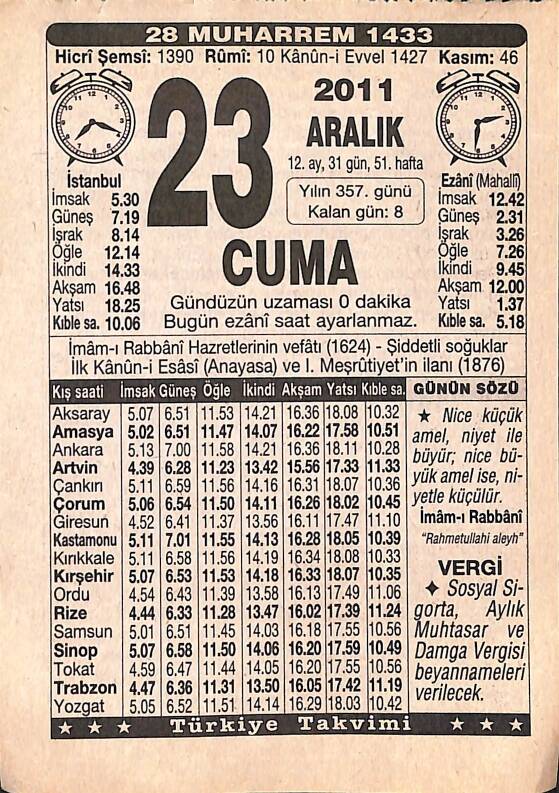 28 MUHARREM 1433
Hicrî Şemsî: 1390 Rûmî: 10 Kânûn-i Evvel 1427 Kasım: 46
23
2011
ARALIK
12. ay, 31 gün, 51. hafta
Yılın 357. günü
Kalan gün: 8
CUMA
Gündüzün uzaması 0 dakika
Bugün ezânî saat ayarlanmaz.
İstanbul
İmsak 5.30
Güneş 7.19
İşrak 8.14
Öğle 12.14
İkindi 14.33
Akşam 16.48
Yatsı 18.25
Kıble sa. 10.06
Ezânî (Mahallî)
İmsak 12.42
Güneş 2.31
İşrak 3.26
Öğle 7.26
İkindi 9.45
Akşam 12.00
Yatsı 1.37
Kıble sa. 5.18
İmâm-ı Rabbânî Hazretlerinin vefâtı (1624) - Şiddetli soğuklar
İlk Kânûn-i Esâsî (Anayasa) ve I. Meşrûtiyet'in ilanı (1876)
Kış saati İmsak Güneş Öğle İkindi Akşam Yatsı Kıble sa.
Aksaray 5.07 6.51 11.53 14.21 16.36 18.08 10.32
Amasya 5.02 6.51 11.47 14.07 16.22 17.58 10.51
Ankara 5.13 7.00 11.58 14.21 16.36 18.11 10.28
Artvin 4.39 6.28 11.23 13.42 15.56 17.33 11.33
Çankırı 5.11 6.59 11.56 14.16 16.31 18.07 10.36
Çorum 5.06 6.54 11.50 14.11 16.26 18.02 10.45
Giresun 4.52 6.41 11.37 13.56 16.11 17.47 11.10
Kastamonu 5.11 7.01 11.55 14.13 16.28 18.05 10.39
Kırıkkale 5.11 6.58 11.56 14.19 16.34 18.08 10.33
Kırşehir 5.07 6.53 11.53 14.18 16.33 18.07 10.35
Ordu 4.54 6.43 11.39 13.58 16.13 17.49 11.06
Rize 4.44 6.33 11.28 13.47 16.02 17.39 11.24
Samsun 5.01 6.51 11.45 14.03 16.18 17.55 10.56
Sinop 5.07 6.58 11.50 14.06 16.20 17.59 10.49
Tokat 4.59 6.47 11.44 14.05 16.20 17.55 10.56
Trabzon 4.47 6.36 11.31 13.50 16.05 17.42 11.19
Yozgat 5.05 6.52 11.51 14.14 16.29 18.03 10.42
GÜNÜN SÖZÜ
★ Nice küçük
amel, niyet ile
büyür; nice bü-
yük amel ise, ni-
yetle küçülür.
İmâm-ı Rabbânî
"Rahmetullahi aleyh"
VERGİ
♦ Sosyal Si-
gorta, Aylık
Muhtasar ve
Damga Vergisi
beyannameleri
verilecek.
★ ★ ★ Türkiye Takvimi ★ ★ ★